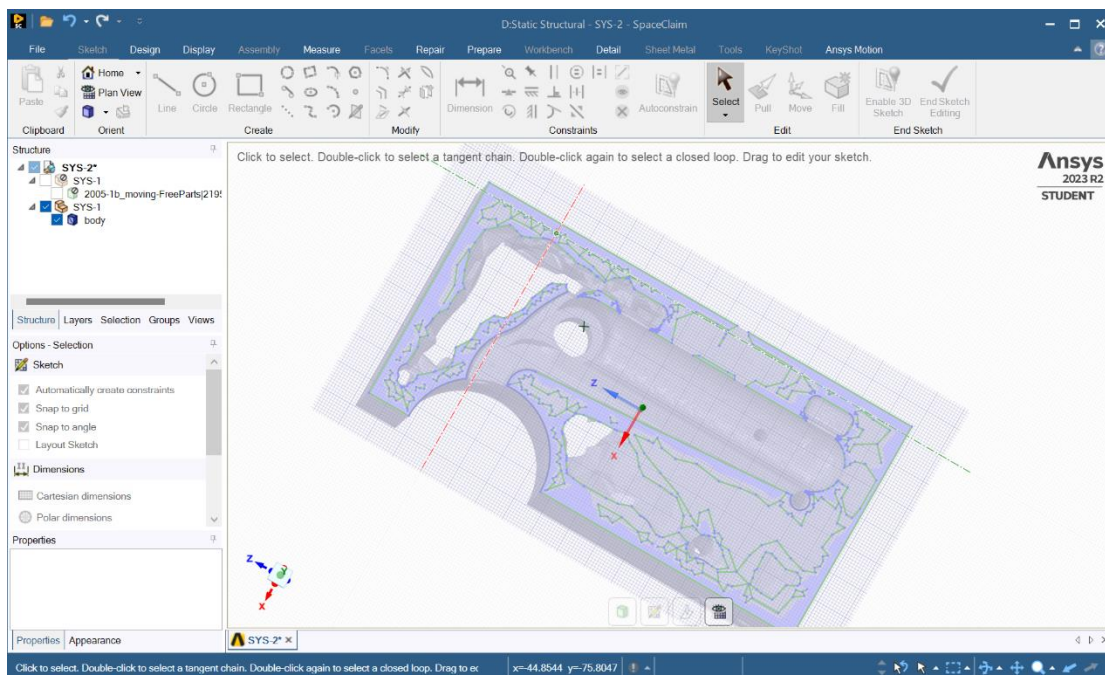 D:Static Structural - SYS-2 - SpaceClaim
File Sketch Design Display Assembly Measure Facets Repair Prepare Workbench Detail Sheet Metal Tools KeyShot Ansys Motion
Home
Plan View
Paste
Line Circle Rectangle
Dimension
Autoconstrain
Select
Pull Move Fill
Enable 3D Sketch
End Sketch Editing
Clipboard Orient Create Modify Constraints Edit End Sketch
Structure
SYS-2*
SYS-1
2005-1b_moving-FreeParts|219
SYS-1
body
Structure Layers Selection Groups Views
Options - Selection
Sketch
Automatically create constraints
Snap to grid
Snap to angle
Layout Sketch
Dimensions
Cartesian dimensions
Polar dimensions
Properties
Properties Appearance
Click to select. Double-click to select a tangent chain. Double-click again to select a closed loop. Drag to edit your sketch.
Ansys
2023 R2
STUDENT
Z
X
Z
X
SYS-2* ×
Click to select. Double-click to select a tangent chain. Double-click again to select a closed loop. Drag to ec
x=-44.8544 y=-75.8047